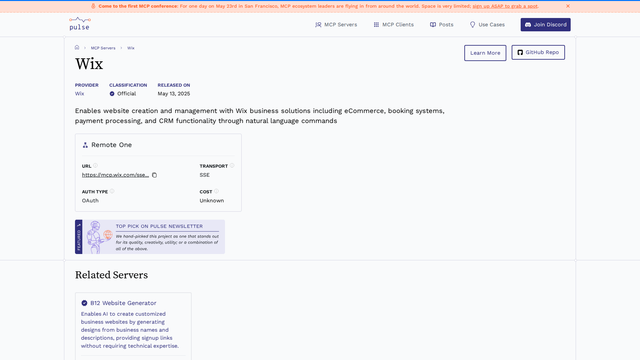 Come to the first MCP conference: For one day on May 23rd in San Francisco. MCP ecosystem leaders are flying in from around the world. Space is very limited: sign up ASAP to grab a spot. ×
pulse
MCP Servers
MCP Clients
Posts
Use Cases
Join Discord
MCP Servers
Wix
Learn More
GitHub Repo
Wix
PROVIDER CLASSIFICATION RELEASED ON
Wix Official May 13, 2025
Enables website creation and management with Wix business solutions including eCommerce, booking systems,
payment processing, and CRM functionality through natural language commands
Remote One
URL TRANSPORT
https://mcp.wix.com/sse... SSE
AUTH TYPE COST
OAuth Unknown
FEATURED
TOP PICK ON PULSE NEWSLETTER
We hand-picked this project as one that stands out
for its quality, creativity, utility; or a combination
of all of the above.
Related Servers
B12 Website Generator
Enables AI to create customized
business websites by generating
designs from business names and
descriptions, providing signup links
without requiring technical expertise.